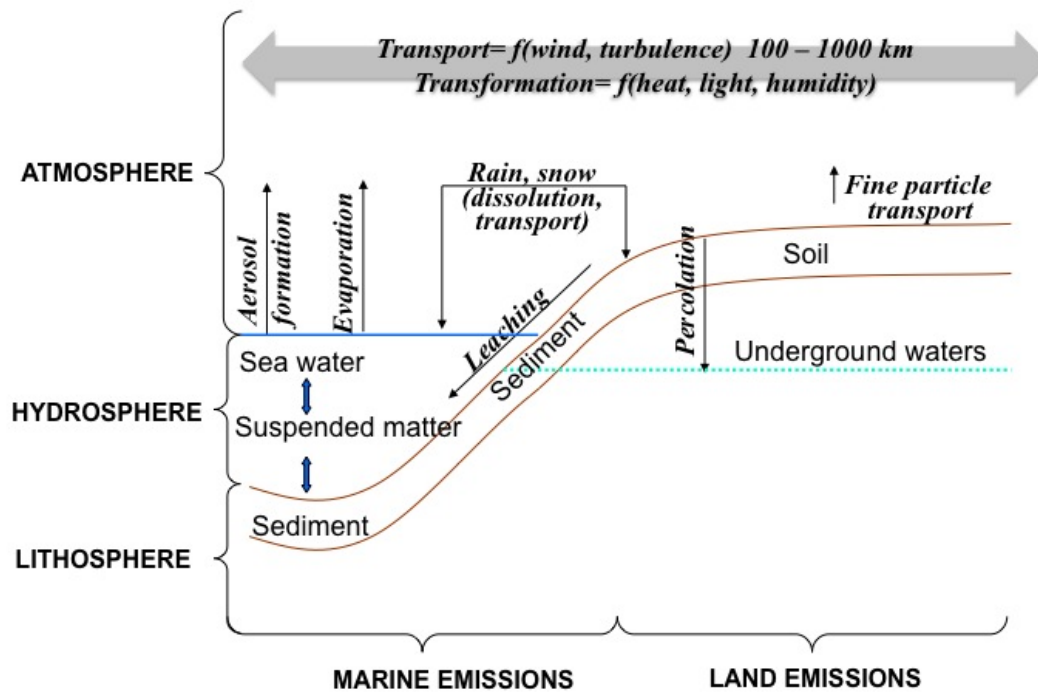 Transport= f(wind, turbulence) 100 – 1000 km
Transformation= f(heat, light, humidity)
ATMOSPHERE
Aerosol
formation
Evaporation
Rain, snow
(dissolution,
transport)
Fine particle
transport
Soil
Percolation
Leaching
Sediment
Underground waters
HYDROSPHERE
Sea water
Suspended matter
Sediment
LITHOSPHERE
MARINE EMISSIONS
LAND EMISSIONS